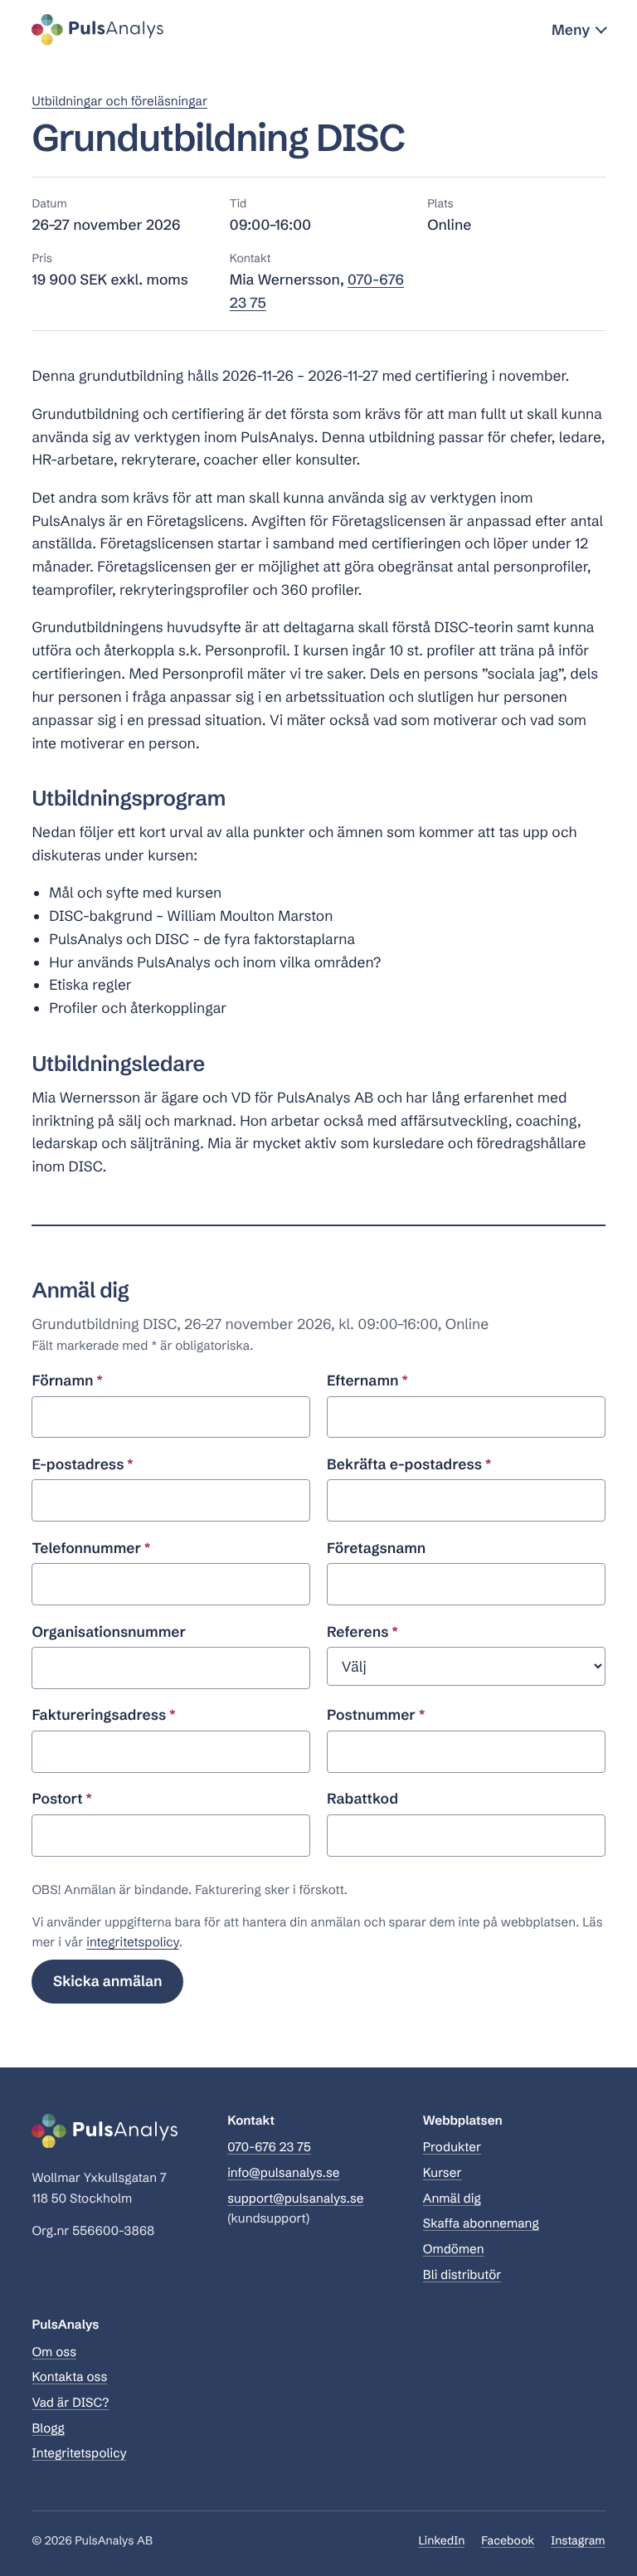 PulsAnalys
Meny
Utbildningar och föreläsningar
Grundutbildning DISC
Datum
26–27 november 2026
Tid
09:00–16:00
Plats
Online
Pris
19 900 SEK exkl. moms
Kontakt
Mia Wernersson, 070-676
23 75
Denna grundutbildning hålls 2026-11-26 – 2026-11-27 med certifiering i november.
Grundutbildning och certifiering är det första som krävs för att man fullt ut skall kunna
använda sig av verktygen inom PulsAnalys. Denna utbildning passar för chefer, ledare,
HR-arbetare, rekryterare, coacher eller konsulter.
Det andra som krävs för att man skall kunna använda sig av verktygen inom
PulsAnalys är en Företagslicens. Avgiften för Företagslicensen är anpassad efter antal
anställda. Företagslicensen startar i samband med certifieringen och löper under 12
månader. Företagslicensen ger er möjlighet att göra obegränsat antal personprofiler,
teamprofiler, rekryteringsprofiler och 360 profiler.
Grundutbildningens huvudsyfte är att deltagarna skall förstå DISC-teorin samt kunna
utföra och återkoppla s.k. Personprofil. I kursen ingår 10 st. profiler att träna på inför
certifieringen. Med Personprofil mäter vi tre saker. Dels en persons ”sociala jag”, dels
hur personen i fråga anpassar sig i en arbetssituation och slutligen hur personen
anpassar sig i en pressad situation. Vi mäter också vad som motiverar och vad som
inte motiverar en person.
Utbildningsprogram
Nedan följer ett kort urval av alla punkter och ämnen som kommer att tas upp och
diskuteras under kursen:
Mål och syfte med kursen
DISC-bakgrund – William Moulton Marston
PulsAnalys och DISC – de fyra faktorstaplarna
Hur används PulsAnalys och inom vilka områden?
Etiska regler
Profiler och återkopplingar
Utbildningsledare
Mia Wernersson är ägare och VD för PulsAnalys AB och har lång erfarenhet med
inriktning på sälj och marknad. Hon arbetar också med affärsutveckling, coaching,
ledarskap och säljträning. Mia är mycket aktiv som kursledare och föredragshållare
inom DISC.
Anmäl dig
Grundutbildning DISC, 26–27 november 2026, kl. 09:00–16:00, Online
Fält markerade med * är obligatoriska.
Förnamn *
Efternamn *
E-postadress *
Bekräfta e-postadress *
Telefonnummer *
Företagsnamn
Organisationsnummer
Referens *
Välj
Faktureringsadress *
Postnummer *
Postort *
Rabattkod
OBS! Anmälan är bindande. Fakturering sker i förskott.
Vi använder uppgifterna bara för att hantera din anmälan och sparar dem inte på webbplatsen. Läs
mer i vår integritetspolicy.
Skicka anmälan
PulsAnalys
Wollmar Yxkullsgatan 7
118 50 Stockholm
Org.nr 556600-3868
Kontakt
070-676 23 75
info@pulsanalys.se
support@pulsanalys.se
(kundsupport)
Webbplatsen
Produkter
Kurser
Anmäl dig
Skaffa abonnemang
Omdömen
Bli distributör
PulsAnalys
Om oss
Kontakta oss
Vad är DISC?
Blogg
Integritetspolicy
© 2026 PulsAnalys AB
LinkedIn
Facebook
Instagram